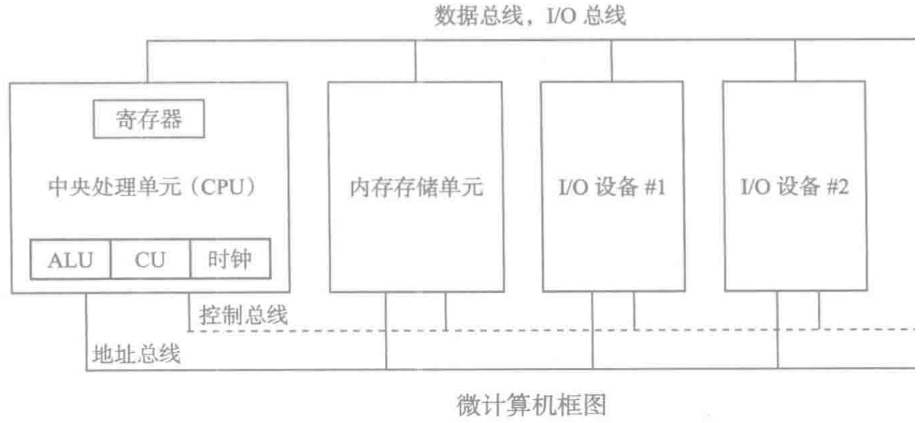 数据总线，I/O 总线
寄存器
中央处理单元（CPU）
内存存储单元
I/O 设备 #1
I/O 设备 #2
ALU
CU
时钟
控制总线
地址总线
微计算机框图